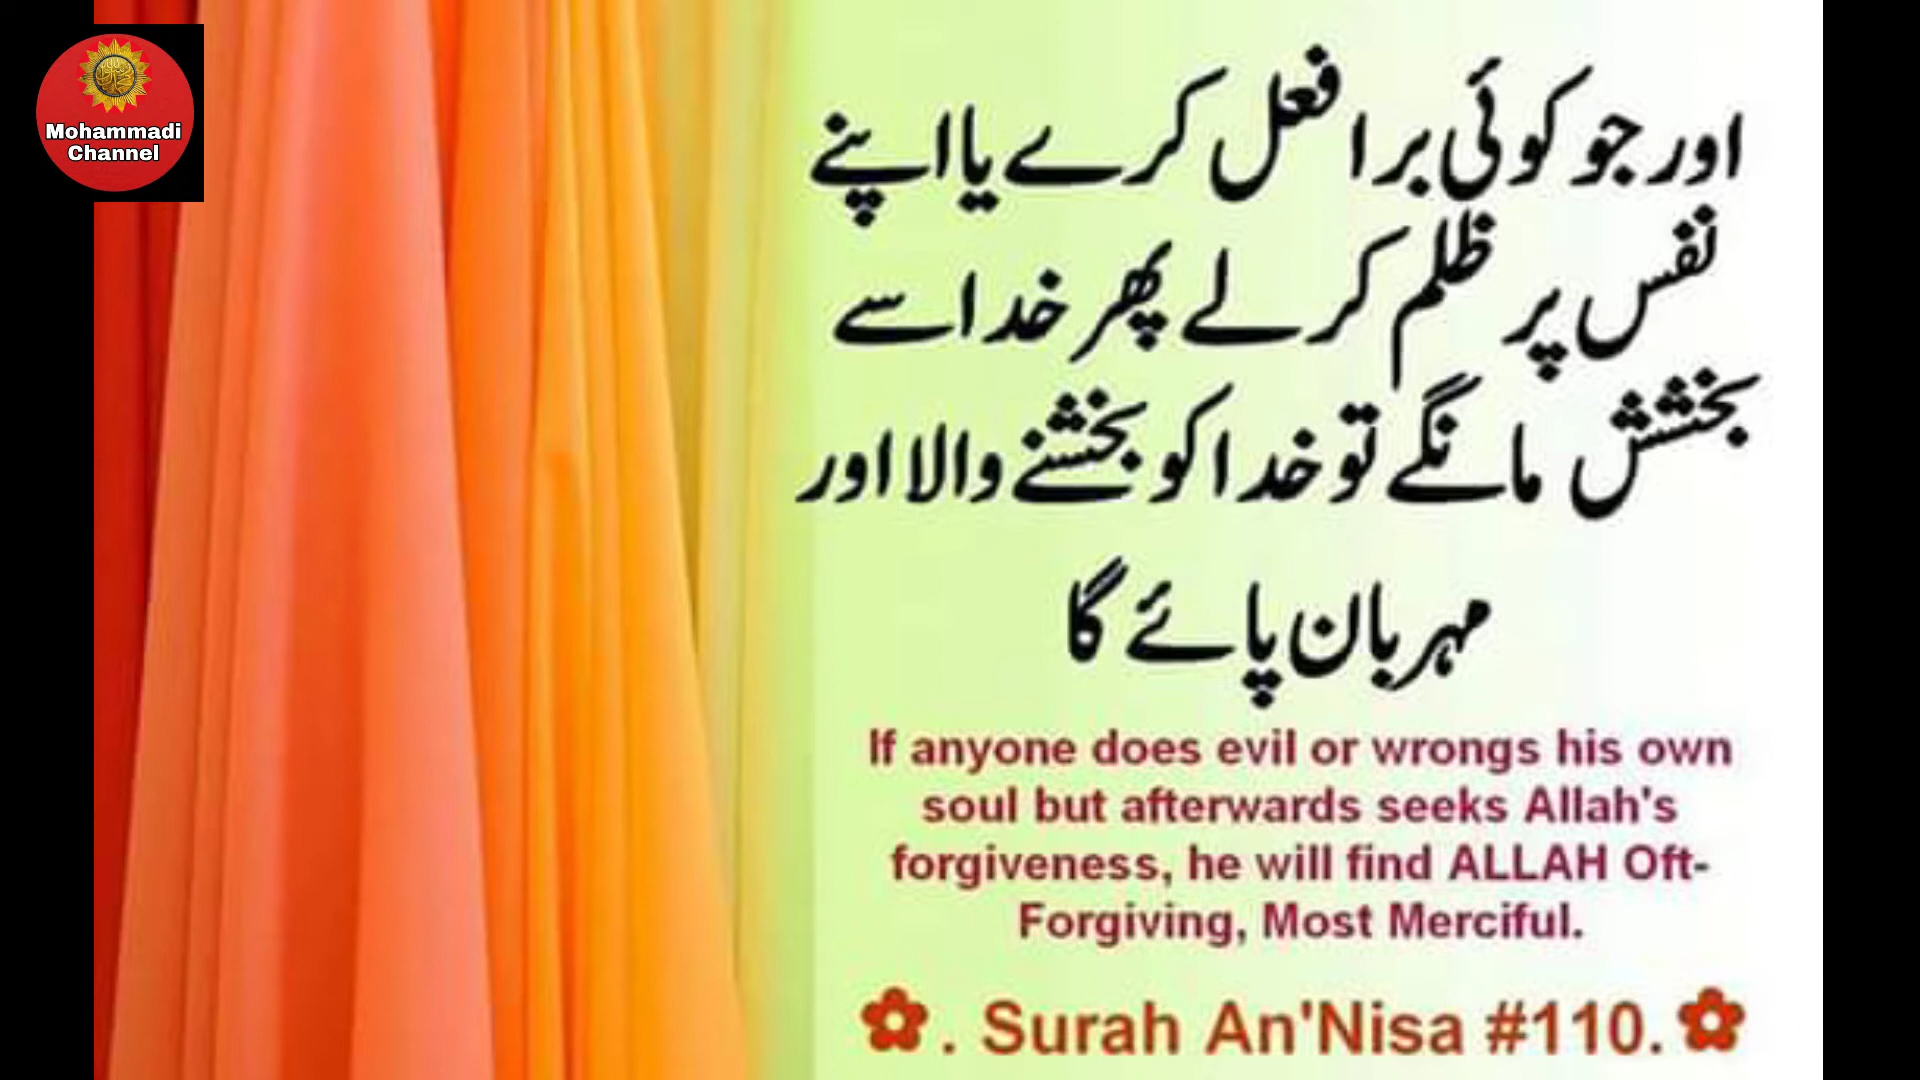 Mohammadi
Channel
اور جو کوئی برا فعل کرے یا اپنے
نفس پر ظلم کر لے پھر خدا سے
بخشش مانگے تو خدا کو بخشنے والا اور
مہربان پائے گا
If anyone does evil or wrongs his own
soul but afterwards seeks Allah's
forgiveness, he will find ALLAH Oft-
Forgiving, Most Merciful.
✿. Surah An'Nisa #110.✿